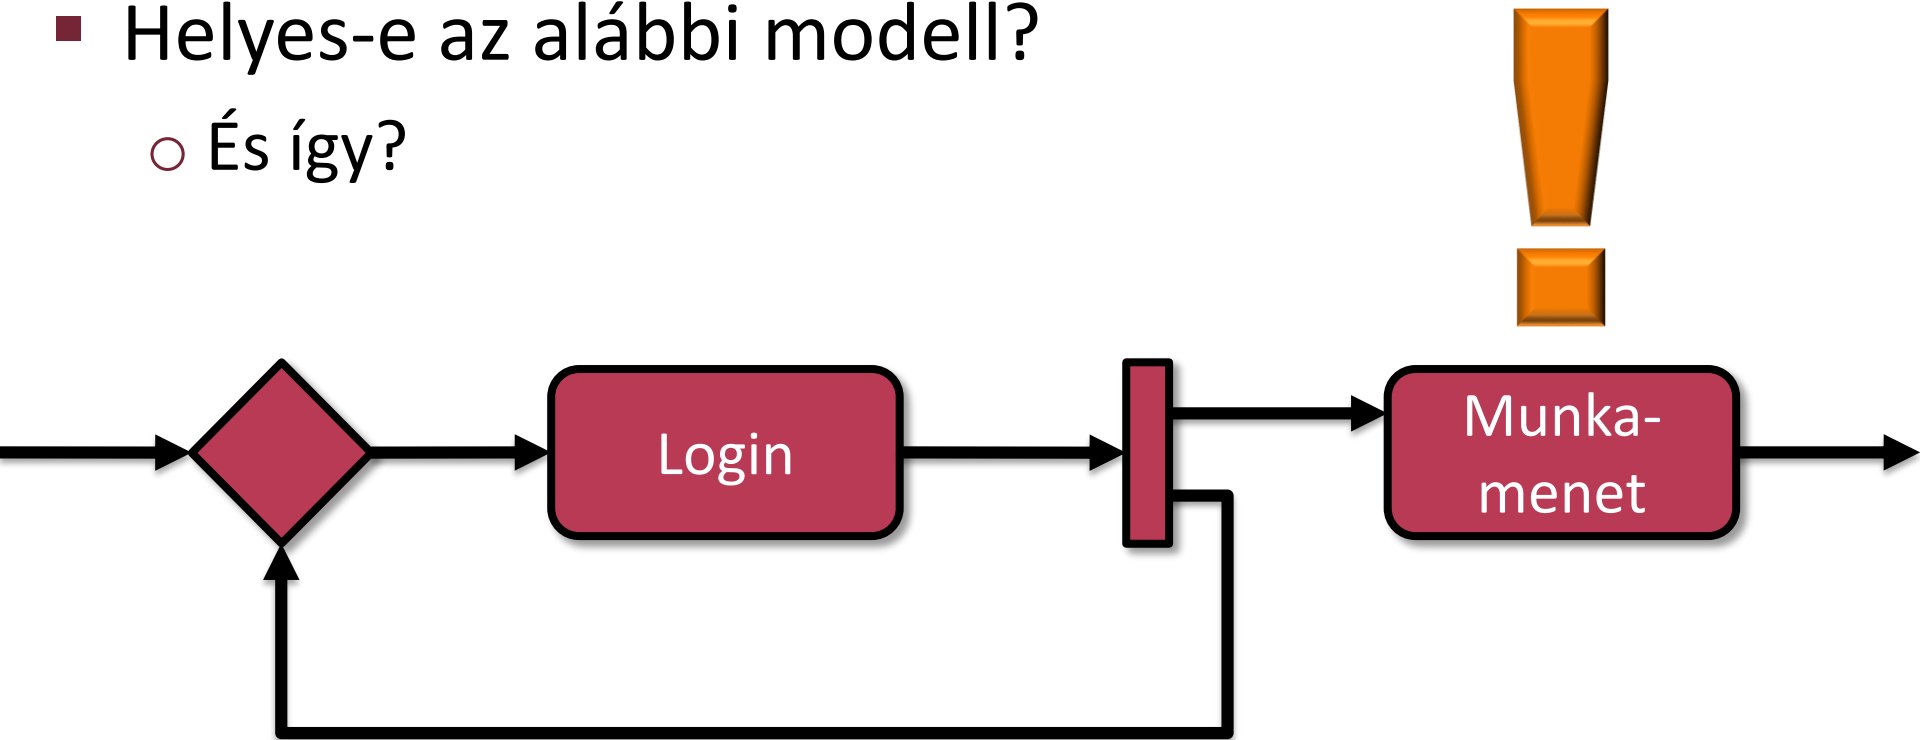 Helyes-e az alábbi modell?
És így?
Login
Munka-
menet